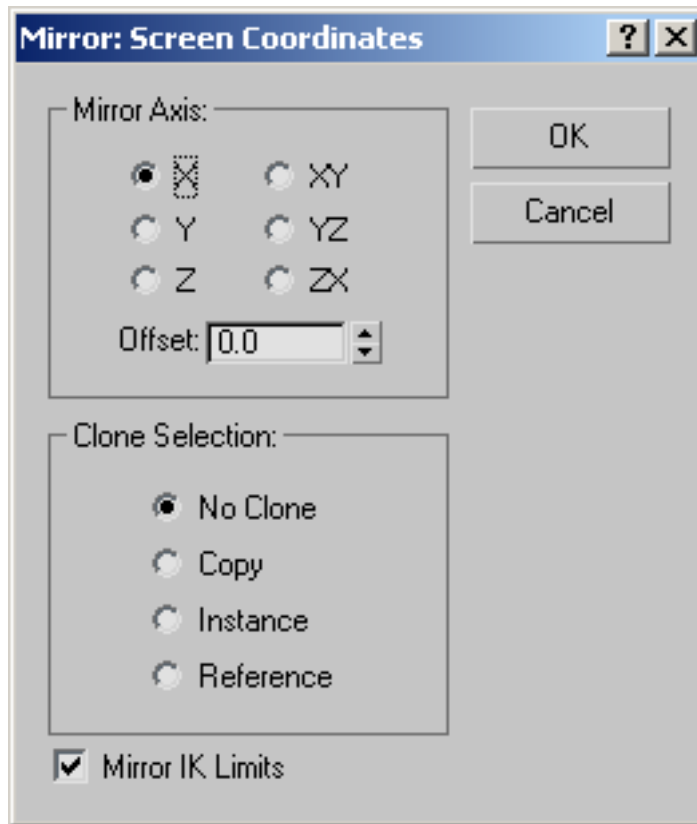 Mirror: Screen Coordinates
Mirror Axis:
X XY
Y YZ
Z ZX
Offset: 0.0
OK
Cancel
Clone Selection:
No Clone
Copy
Instance
Reference
Mirror IK Limits